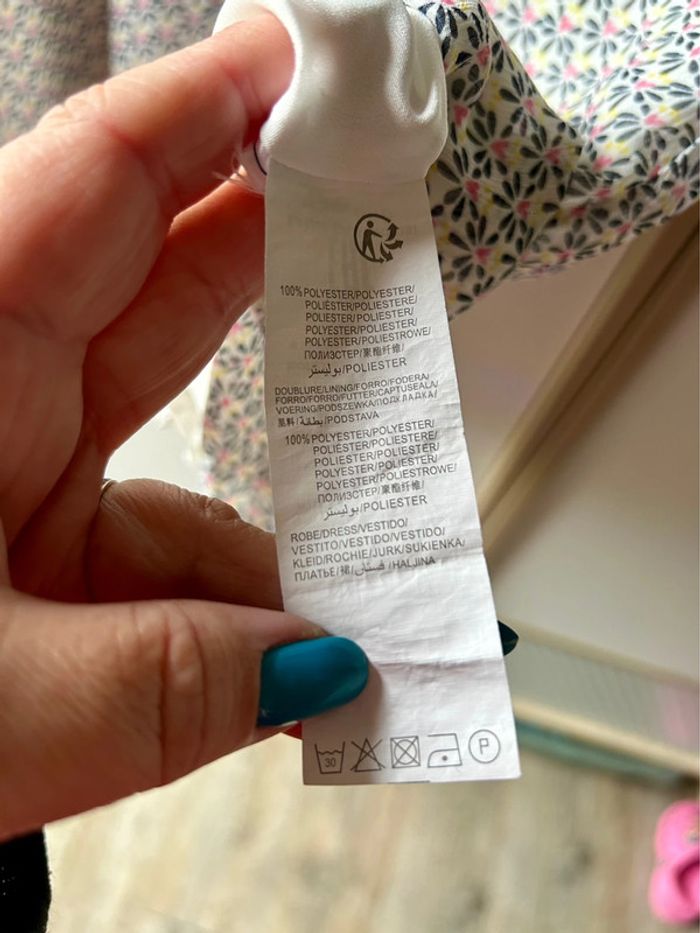 100% POLYESTER/POLYESTER/
POLIÉSTER/POLIESTERE/
POLIESTER/POLIESTER/
POLYESTER/POLIESTER/
POLYESTER/POLIESTROWE/
ПОЛИЭСТЕР/聚酯纤维/
بوليستر/POLIESTER
DOUBLURE/LINING/FORRO/FODERA/
FORRO/FORRO/FUTTER/CAPTUSEALA/
VOERING/PODSZEWKA/ПОДКЛАДКА/
里料/بطانة/PODSTAVA
100% POLYESTER/POLYESTER/
POLIÉSTER/POLIESTERE/
POLIESTER/POLIESTER/
POLYESTER/POLIESTER/
POLYESTER/POLIESTROWE/
ПОЛИЭСТЕР/聚酯纤维/
بوليستر/POLIESTER
ROBE/DRESS/VESTIDO/
VESTITO/VESTIDO/VESTIDO/
KLEID/ROCHIE/JURK/SUKIENKA/
ПЛАТЬЕ/裙/فستان/HALJINA
30 P